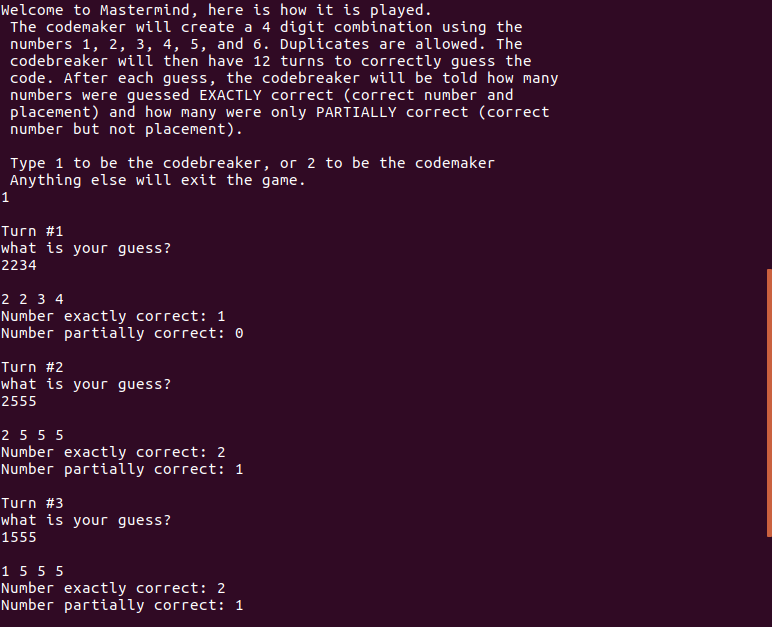 Welcome to Mastermind, here is how it is played.
The codemaker will create a 4 digit combination using the
numbers 1, 2, 3, 4, 5, and 6. Duplicates are allowed. The
codebreaker will then have 12 turns to correctly guess the
code. After each guess, the codebreaker will be told how many
numbers were guessed EXACTLY correct (correct number and
placement) and how many were only PARTIALLY correct (correct
number but not placement).
Type 1 to be the codebreaker, or 2 to be the codemaker
Anything else will exit the game.
1
Turn #1
what is your guess?
2234
2 2 3 4
Number exactly correct: 1
Number partially correct: 0
Turn #2
what is your guess?
2555
2 5 5 5
Number exactly correct: 2
Number partially correct: 1
Turn #3
what is your guess?
1555
1 5 5 5
Number exactly correct: 2
Number partially correct: 1